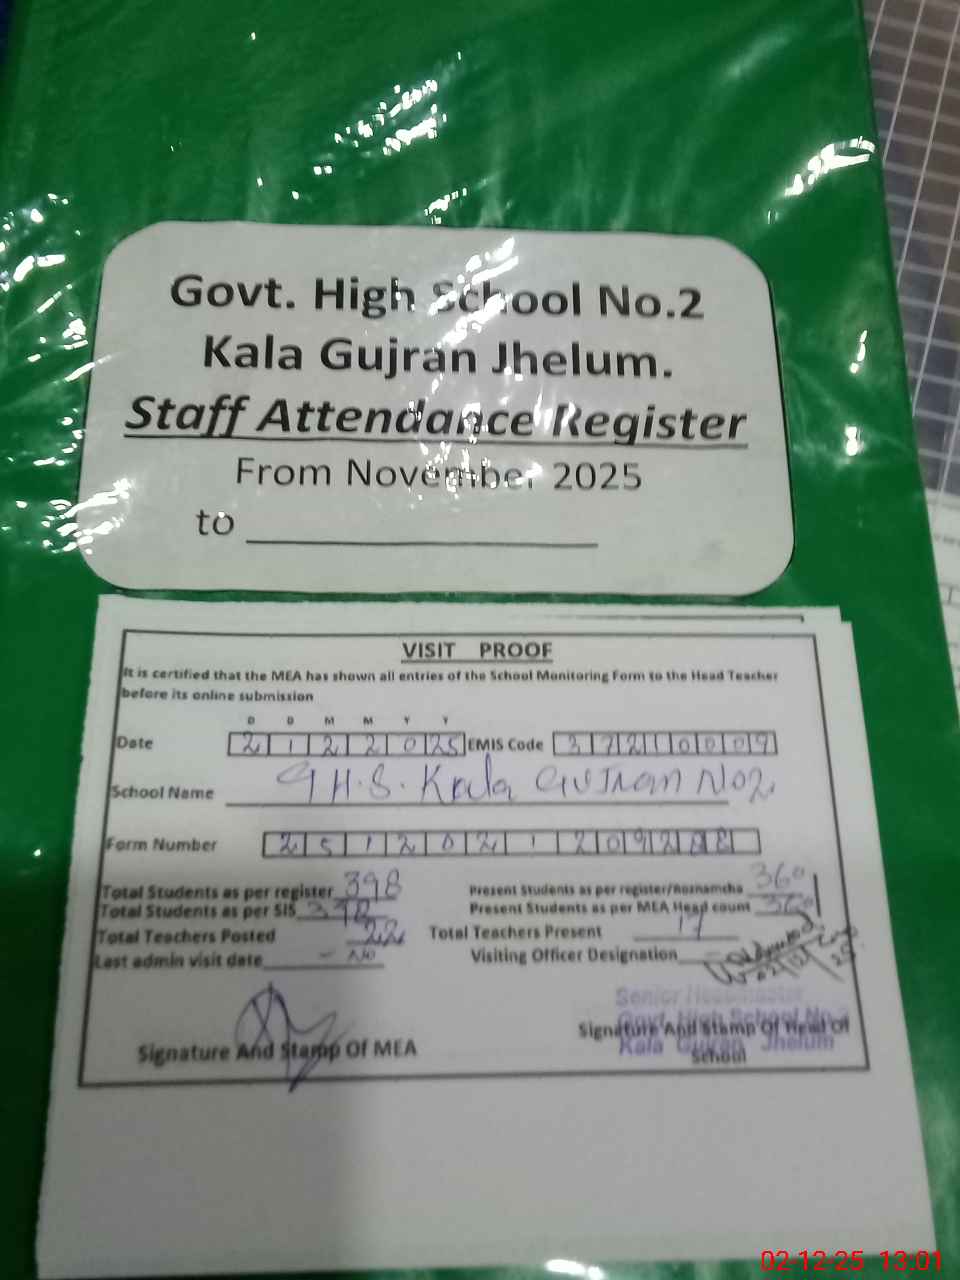 Govt. High School No.2
Kala Gujran Jhelum.
Staff Attendance Register
From November 2025
to
VISIT PROOF
It is certified that the MEA has shown all entries of the School Monitoring Form to the Head Teacher
before its online submission
D D M M Y Y
Date 2 1 2 2 0 25 EMIS Code 3 7 2 1 0 0 0 9
School Name G H.S. Kala Gujran No2
Form Number 2 5 1 2 0 2 1 2 0 9 2 8 8
Total Students as per register 398 Present Students as per register/Roznamcha 360
Total Students as per SIS 398 Present Students as per MEA Head count 360
Total Teachers Posted 22 Total Teachers Present 17
Last admin visit date - No Visiting Officer Designation
Senior Headmaster
Govt. High School No.2
Kala Gujran Jhelum
Signature And Stamp Of MEA Signature And Stamp Of Head Of
School
02-12-25 13:01